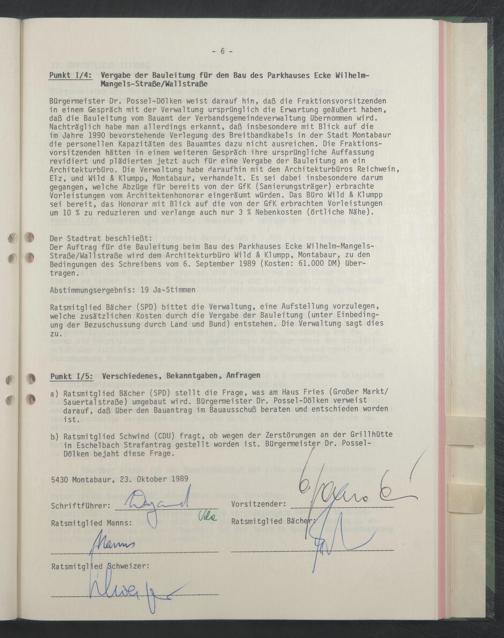 - 6 -
Punkt I/4: Vergabe der Bauleitung für den Bau des Parkhauses Ecke Wilhelm-
Mangels-Straße/Wallstraße
Bürgermeister Dr. Possel-Dölken weist darauf hin, daß die Fraktionsvorsitzenden
in einem Gespräch mit der Verwaltung ursprünglich die Erwartung geäußert haben,
daß die Bauleitung vom Bauamt der Verbandsgemeindeverwaltung übernommen wird.
Nachträglich habe man allerdings erkannt, daß insbesondere mit Blick auf die
im Jahre 1990 bevorstehende Verlegung des Breitbandkabels in der Stadt Montabaur
die personellen Kapazitäten des Bauamtes dazu nicht ausreichen. Die Fraktions-
vorsitzenden hätten in einem weiteren Gespräch ihre ursprüngliche Auffassung
revidiert und plädierten jetzt auch für eine Vergabe der Bauleitung an ein
Architekturbüro. Die Verwaltung habe daraufhin mit den Architekturbüros Reichwein,
Elz, und Wild & Klumpp, Montabaur, verhandelt. Es sei dabei insbesondere darum
gegangen, welche Abzüge für bereits von der GfK (Sanierungsträger) erbrachte
Vorleistungen vom Architektenhonorar eingeräumt würden. Das Büro Wild & Klumpp
sei bereit, das Honorar mit Blick auf die von der GfK erbrachten Vorleistungen
um 10 % zu reduzieren und verlange auch nur 3 % Nebenkosten (örtliche Nähe).
Der Stadtrat beschließt:
Der Auftrag für die Bauleitung beim Bau des Parkhauses Ecke Wilhelm-Mangels-
Straße/Wallstraße wird dem Architekturbüro Wild & Klumpp, Montabaur, zu den
Bedingungen des Schreibens vom 6. September 1989 (Kosten: 61.000 DM) über-
tragen.
Abstimmungsergebnis: 19 Ja-Stimmen
Ratsmitglied Bächer (SPD) bittet die Verwaltung, eine Aufstellung vorzulegen,
welche zusätzlichen Kosten durch die Vergabe der Bauleitung (unter Einbedin-
gung der Bezuschussung durch Land und Bund) entstehen. Die Verwaltung sagt dies
zu.
Punkt I/5: Verschiedenes, Bekanntgaben, Anfragen
a) Ratsmitglied Bächer (SPD) stellt die Frage, was am Haus Fries (Großer Markt/
Sauertalstraße) umgebaut wird. Bürgermeister Dr. Possel-Dölken verweist
darauf, daß über den Bauantrag im Bauausschuß beraten und entschieden worden
ist.
b) Ratsmitglied Schwind (CDU) fragt, ob wegen der Zerstörungen an der Grillhütte
in Eschelbach Strafantrag gestellt worden ist. Bürgermeister Dr. Possel-
Dölken bejaht diese Frage.
5430 Montabaur, 23. Oktober 1989
Schriftführer:
Vorsitzender:
Ratsmitglied Manns:
Ratsmitglied Bächer:
Manns
Ratsmitglied Schweizer: